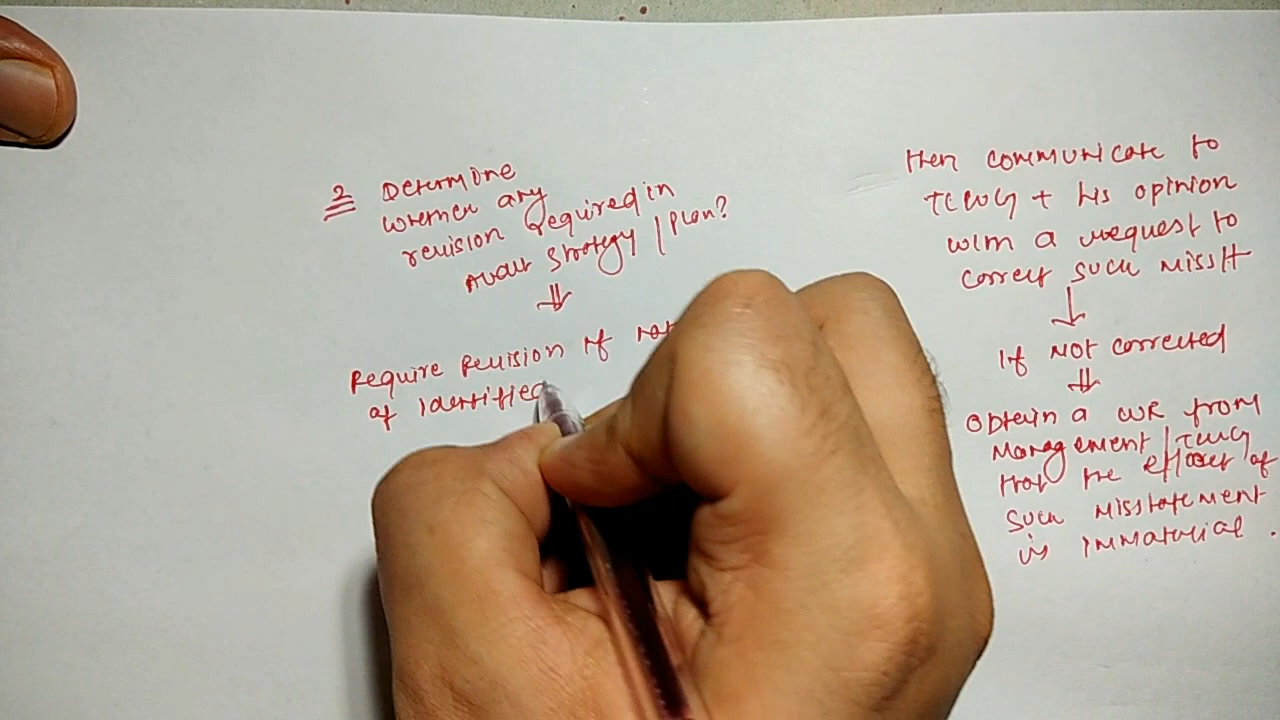 2 Determine
whether any
revision required in
Audit Strategy / Plan?
⇓
Require Revision if
of identified
then communicate to
TCWG + his opinion
with a request to
correct such misstt
↓
If NOT corrected
⇓
Obtain a WR from
Management / TCWG
that the effect of
such misstatement
is immaterial.